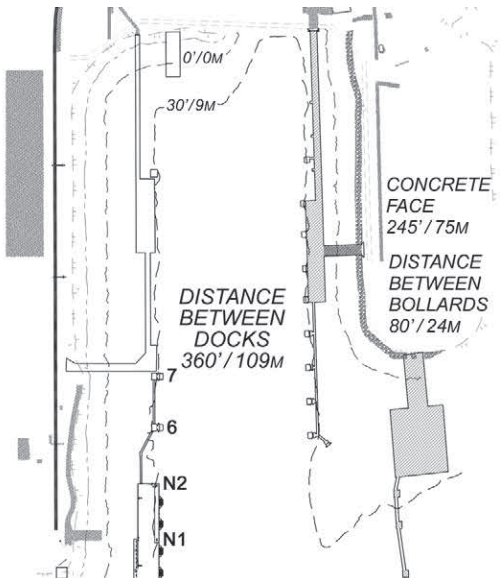 0'/0M
30'/9M
CONCRETE
FACE
245'/75M
DISTANCE
BETWEEN
BOLLARDS
80'/24M
DISTANCE
BETWEEN
DOCKS
360'/109M
7
6
N2
N1